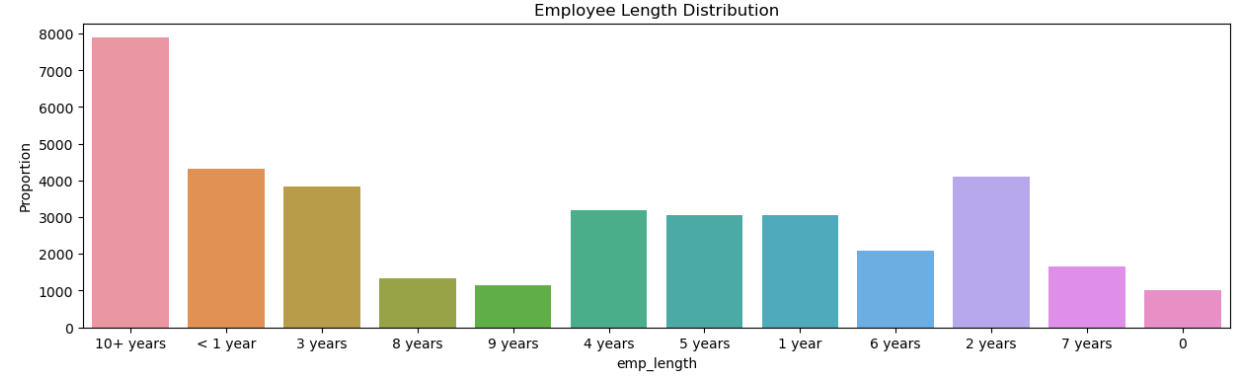 Employee Length Distribution
8000
7000
6000
5000
4000
3000
2000
1000
0
Proportion
10+ years < 1 year 3 years 8 years 9 years 4 years 5 years 1 year 6 years 2 years 7 years 0
emp_length